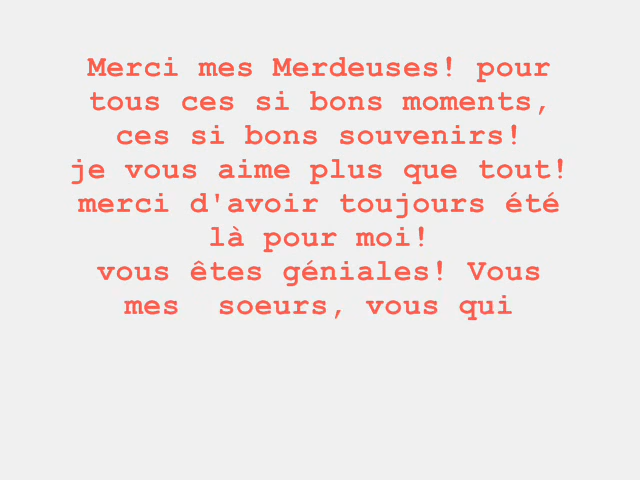 Merci mes Merdeuses! pour
tous ces si bons moments,
ces si bons souvenirs!
je vous aime plus que tout!
merci d'avoir toujours été
là pour moi!
vous êtes géniales! Vous
mes  soeurs, vous qui